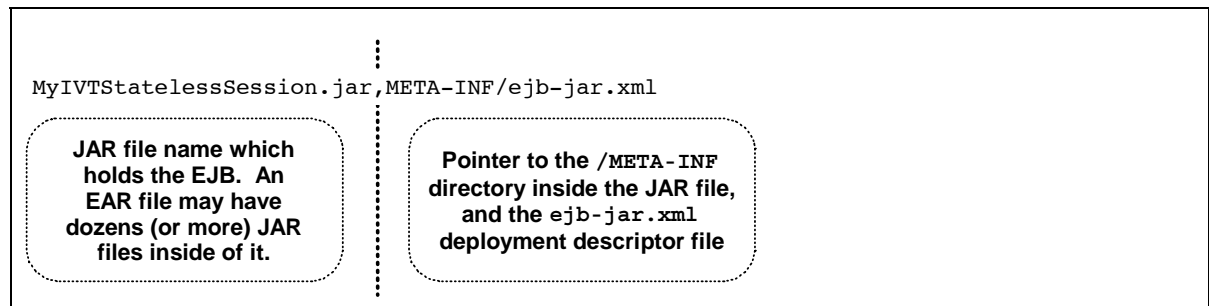 MyIVTStatelessSession.jar,META-INF/ejb-jar.xml
JAR file name which
holds the EJB. An
EAR file may have
dozens (or more) JAR
files inside of it.
Pointer to the /META-INF
directory inside the JAR file,
and the ejb-jar.xml
deployment descriptor file